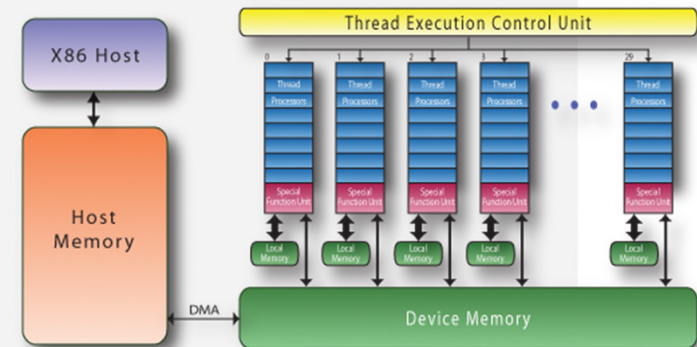 Thread Execution Control Unit
X86 Host
0
1
2
3
29
Thread
Processors
Thread
Processors
Thread
Processors
Thread
Processors
Thread
Processors
Special
Function Unit
Special
Function Unit
Special
Function Unit
Special
Function Unit
Special
Function Unit
Host
Memory
Local
Memory
Local
Memory
Local
Memory
Local
Memory
Local
Memory
DMA
Device Memory